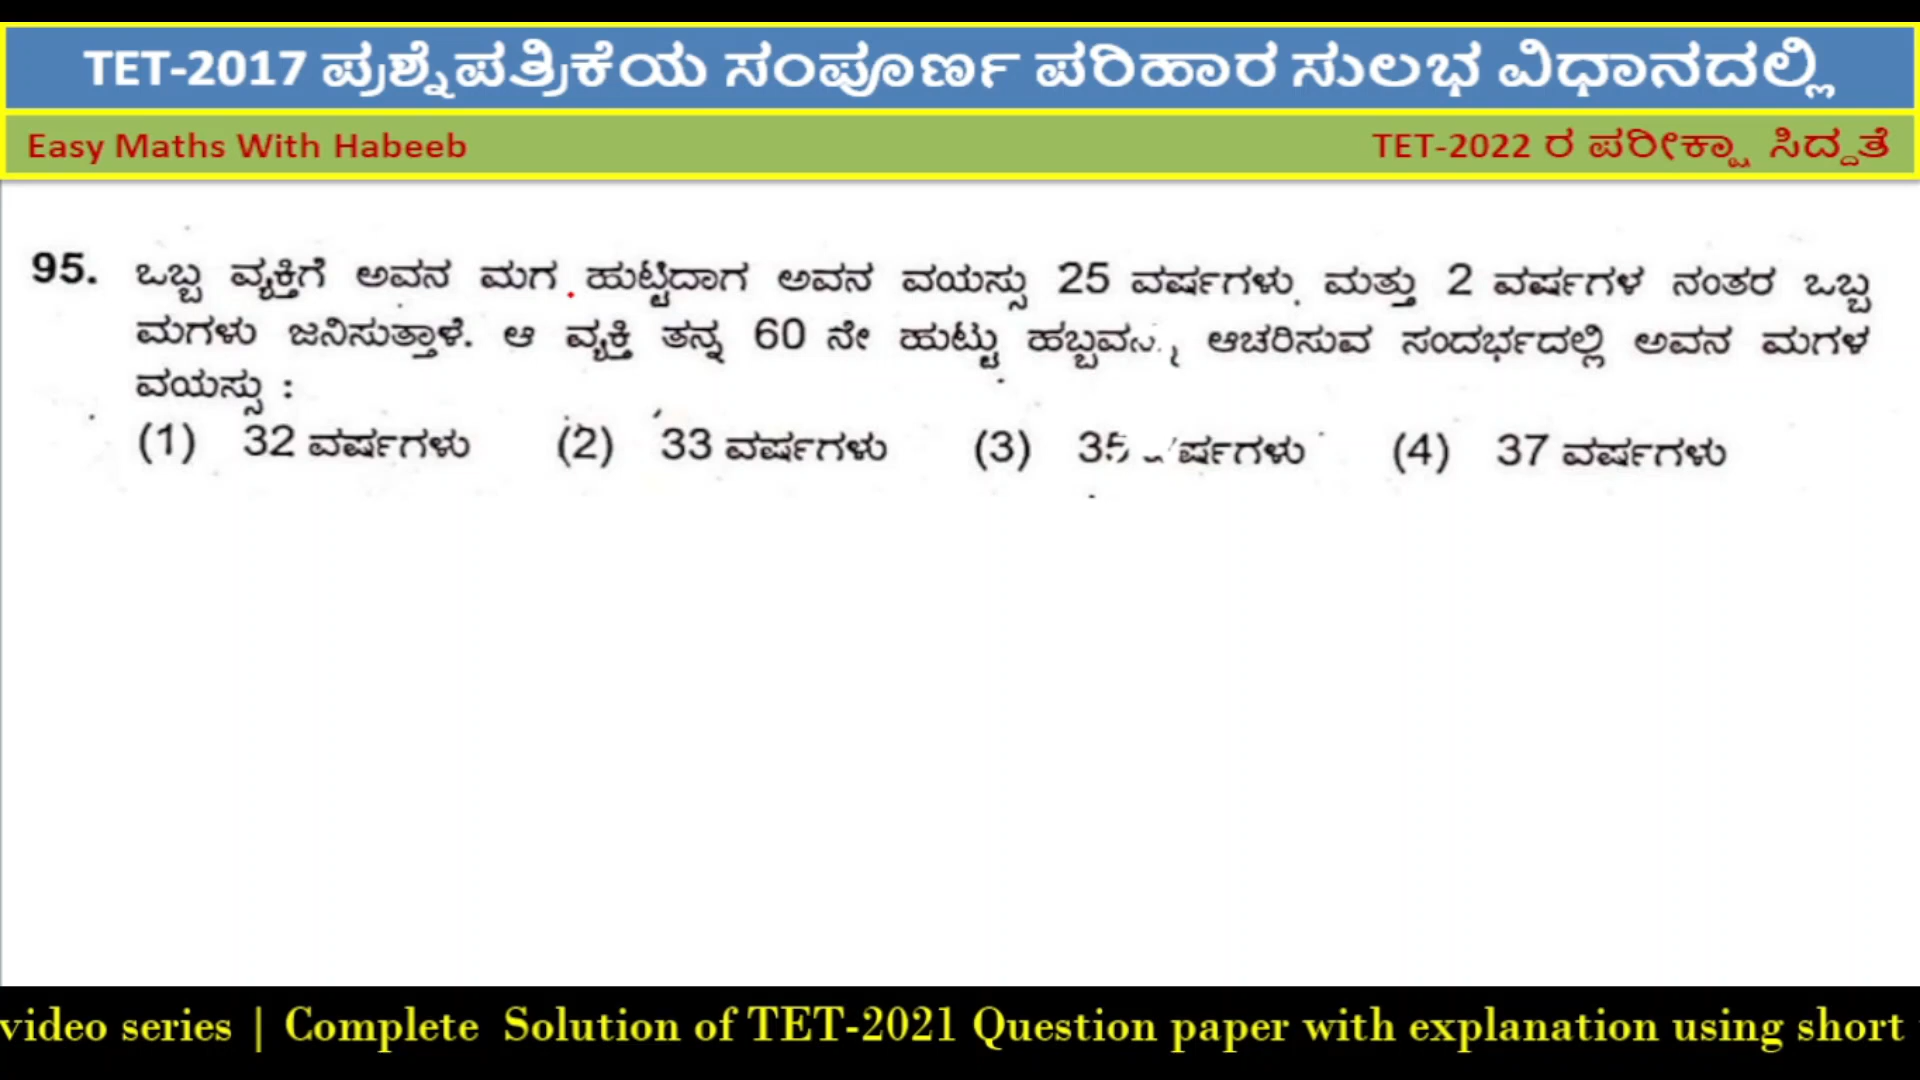 TET-2017 ಪ್ರಶ್ನೆಪತ್ರಿಕೆಯ ಸಂಪೂರ್ಣ ಪರಿಹಾರ ಸುಲಭ ವಿಧಾನದಲ್ಲಿ
Easy Maths With Habeeb TET-2022 ರ ಪರೀಕ್ಷಾ ಸಿದ್ದತೆ
95. ಒಬ್ಬ ವ್ಯಕ್ತಿಗೆ ಅವನ ಮಗ ಹುಟ್ಟಿದಾಗ ಅವನ ವಯಸ್ಸು 25 ವರ್ಷಗಳು, ಮತ್ತು 2 ವರ್ಷಗಳ ನಂತರ ಒಬ್ಬ
ಮಗಳು ಜನಿಸುತ್ತಾಳೆ. ಆ ವ್ಯಕ್ತಿ ತನ್ನ 60 ನೇ ಹುಟ್ಟು ಹಬ್ಬವನ್ನು ಆಚರಿಸುವ ಸಂದರ್ಭದಲ್ಲಿ ಅವನ ಮಗಳ
ವಯಸ್ಸು :
(1) 32 ವರ್ಷಗಳು (2) 33 ವರ್ಷಗಳು (3) 35 ವರ್ಷಗಳು (4) 37 ವರ್ಷಗಳು
video series | Complete Solution of TET-2021 Question paper with explanation using short